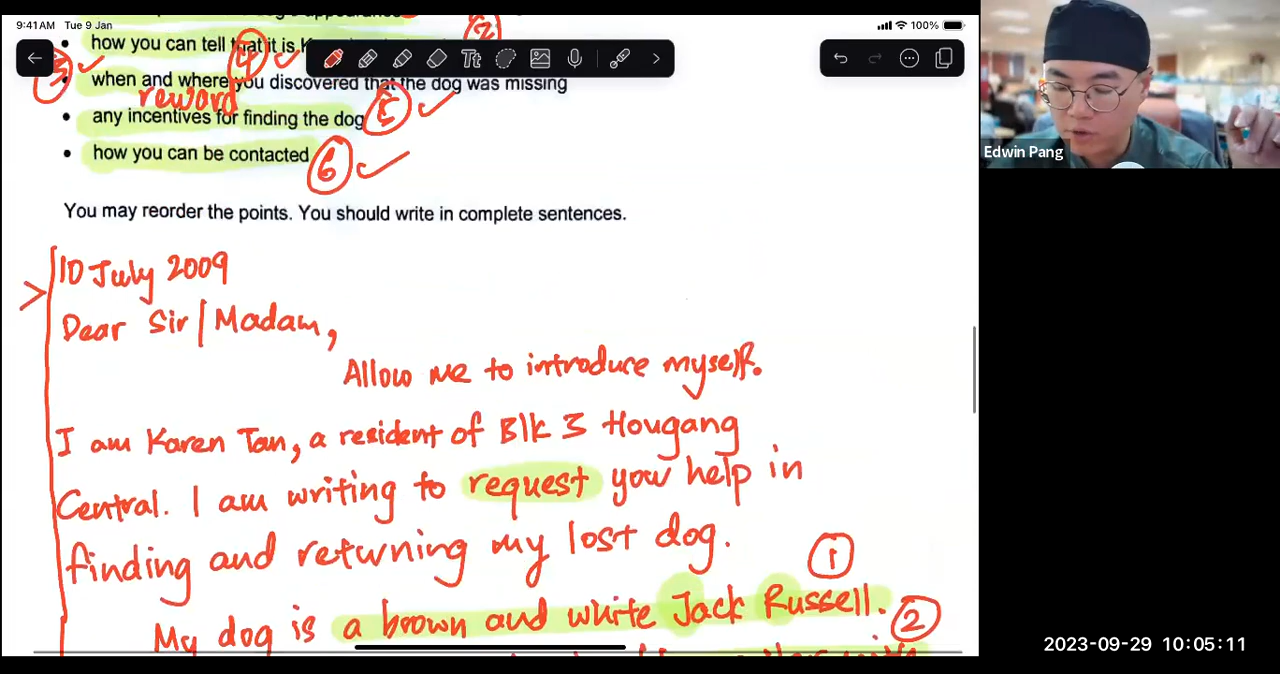 9:41 AM Tue 9 Jan
100%
how you can tell that it is
when and where you discovered that the dog was missing
reward
any incentives for finding the dog
how you can be contacted
You may reorder the points. You should write in complete sentences.
10 July 2009
Dear Sir/Madam,
Allow me to introduce myself.
I am Karen Tan, a resident of Blk 3 Hougang
Central. I am writing to request you help in
finding and returning my lost dog.
1
My dog is a brown and white Jack Russell.
2
2
4
3
5
6
Tt
Edwin Pang
2023-09-29 10:05:11